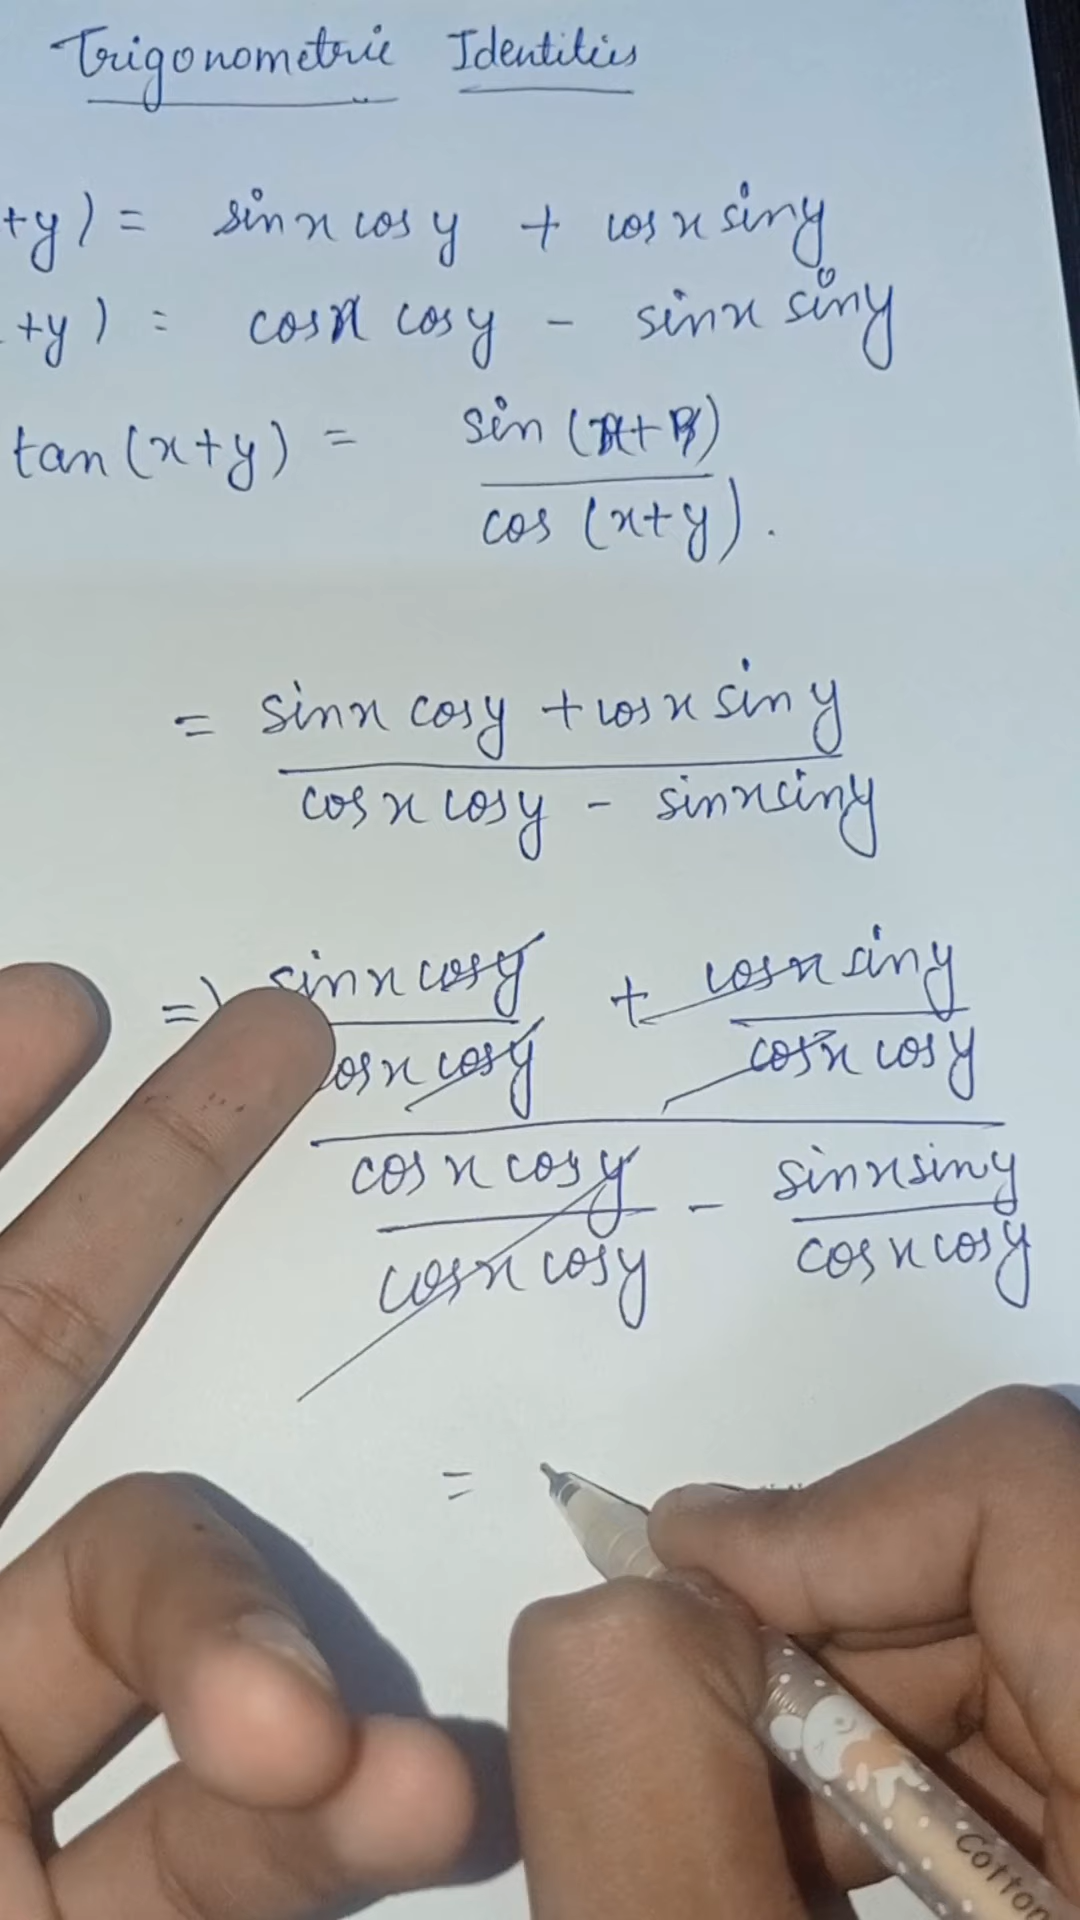 Trigonometric Identities
+y) = sinx cosy + cosx siny
+y) = cosx cosy - sinx siny
tan(x+y) = sin(x+y)
cos(x+y).
= sinx cosy + cosx siny
cosx cosy - sinx siny
=) sinx cosy + cosx siny
cosx cosy cosx cosy
cosx cosy - sinx siny
cosx cosy cosx cosy
=
Cotton